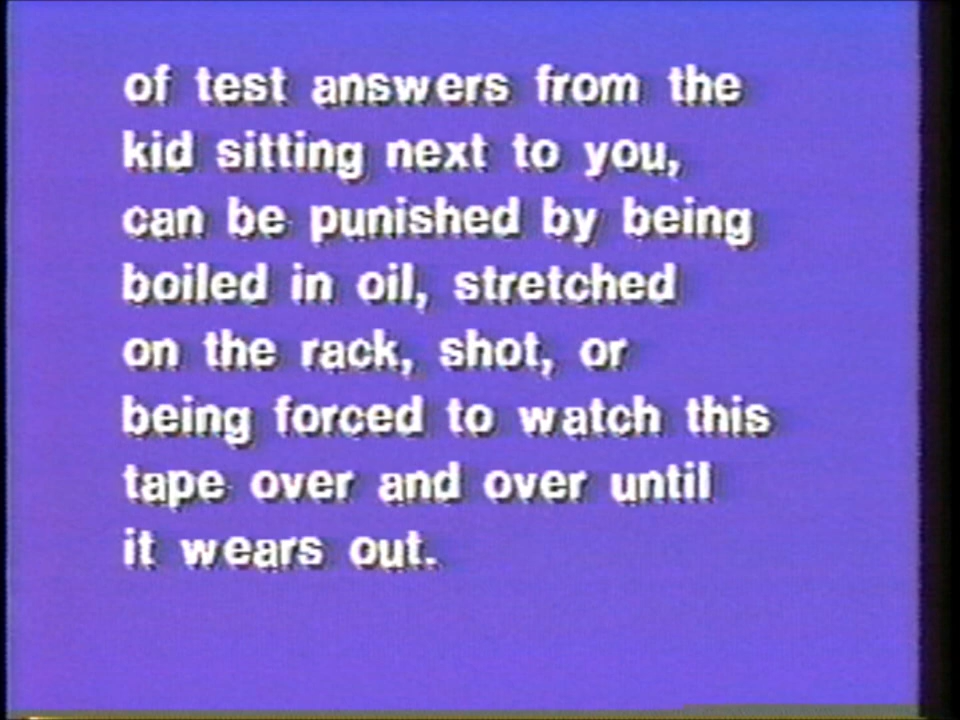 of test answers from the
kid sitting next to you,
can be punished by being
boiled in oil, stretched
on the rack, shot, or
being forced to watch this
tape over and over until
it wears out.